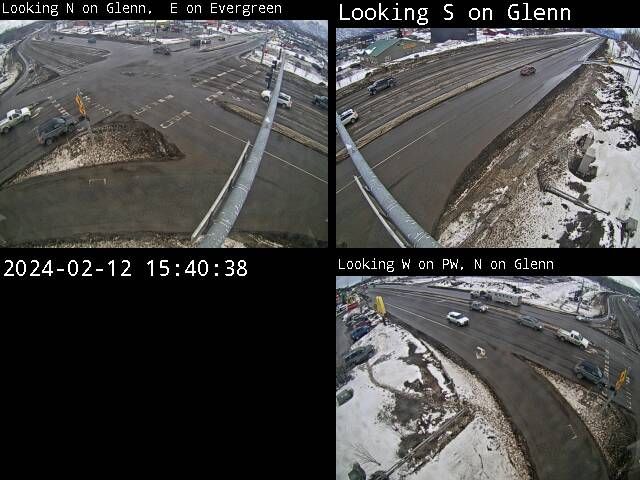 Looking N on Glenn, E on Evergreen
Looking S on Glenn
2024-02-12 15:40:38
Looking W on PW, N on Glenn